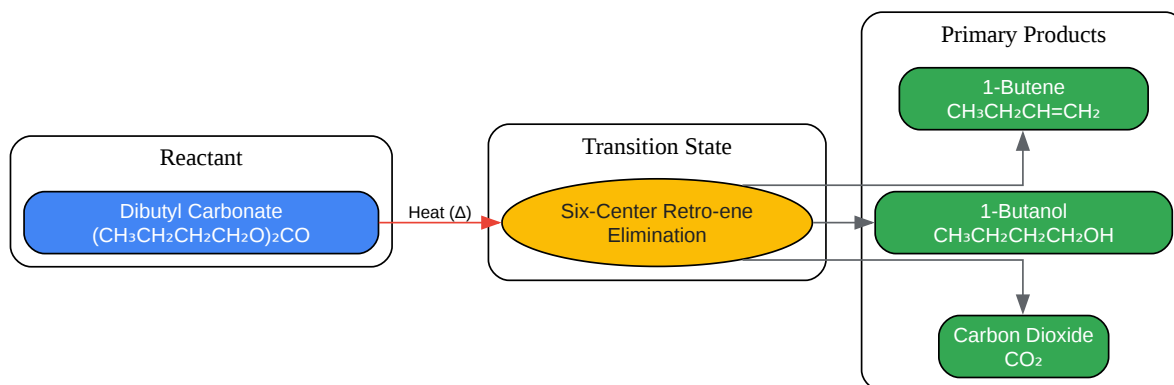 Reactant
Dibutyl Carbonate
(CH₃CH₂CH₂CH₂O)₂CO
Heat (Δ)
Transition State
Six-Center Retro-ene
Elimination
Primary Products
1-Butene
CH₃CH₂CH=CH₂
1-Butanol
CH₃CH₂CH₂CH₂OH
Carbon Dioxide
CO₂